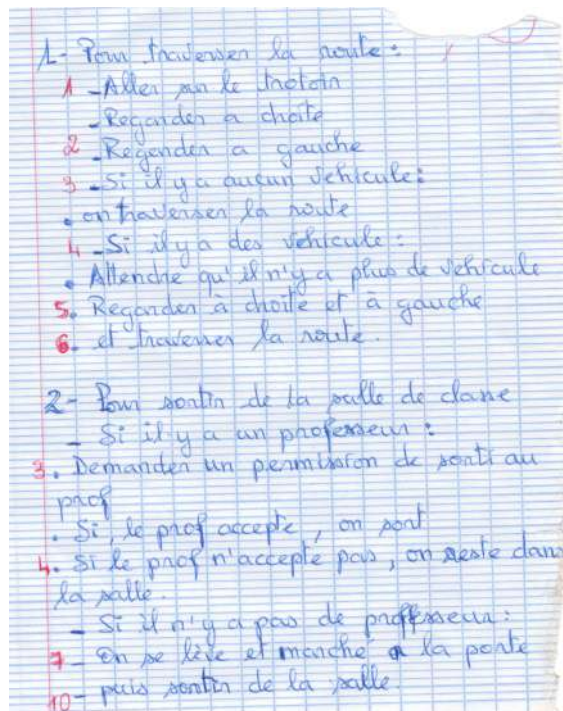 1- Pour traverser la route :
1 - Aller sur le trotoir
- Regarder a droite
2 - Regarder a gauche
3 - Si il y a aucun vehicule :
. on traverser la route
4 - Si il y a des vehicule :
. Attendre qu'il n'y a plus de vehicule
5. Regarder à droite et à gauche
6. et traverser la route.
2- Pour sortir de la salle de classe
- Si il y a un professeur :
3. Demander un permission de sorti au
prof
. Si, le prof accepte, on sort
4. Si le prof n'accepte pas, on reste dans
la salle.
- Si il n'y a pas de professeur :
7 - On se lève et marche a la porte
10 - puis sortir de la salle.